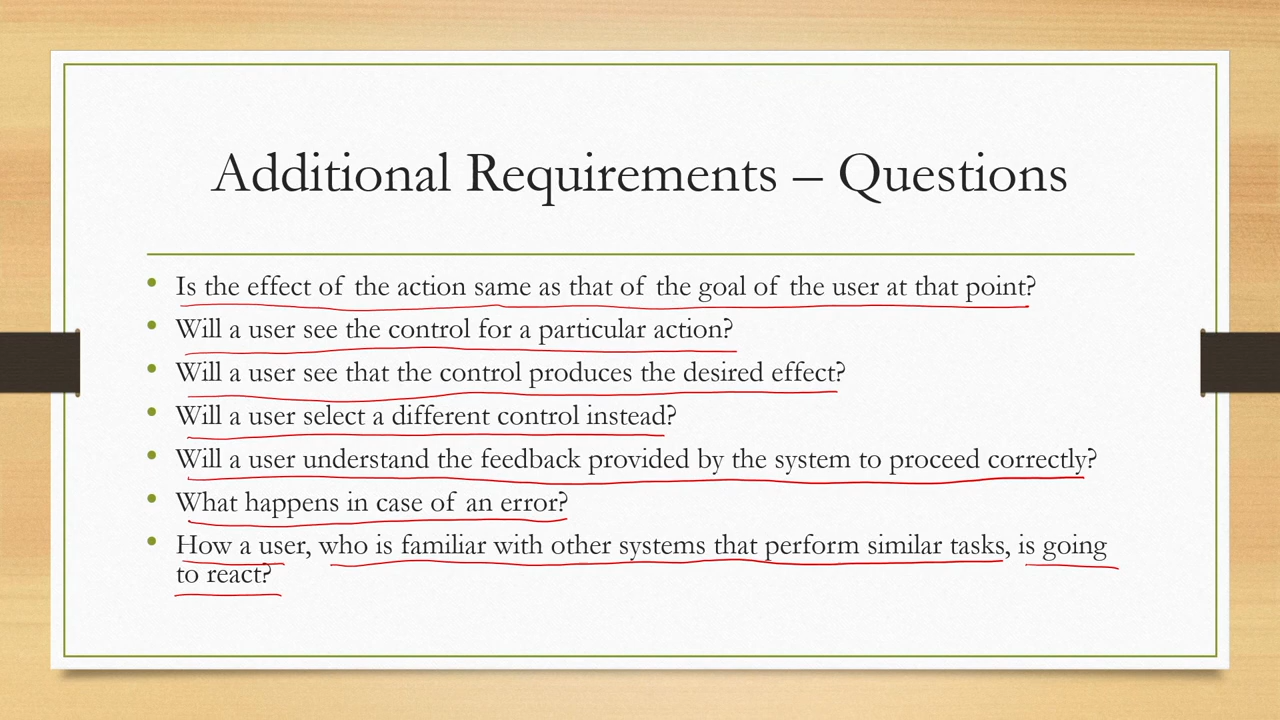 Additional Requirements – Questions
• Is the effect of the action same as that of the goal of the user at that point?
• Will a user see the control for a particular action?
• Will a user see that the control produces the desired effect?
• Will a user select a different control instead?
• Will a user understand the feedback provided by the system to proceed correctly?
• What happens in case of an error?
• How a user, who is familiar with other systems that perform similar tasks, is going
to react?